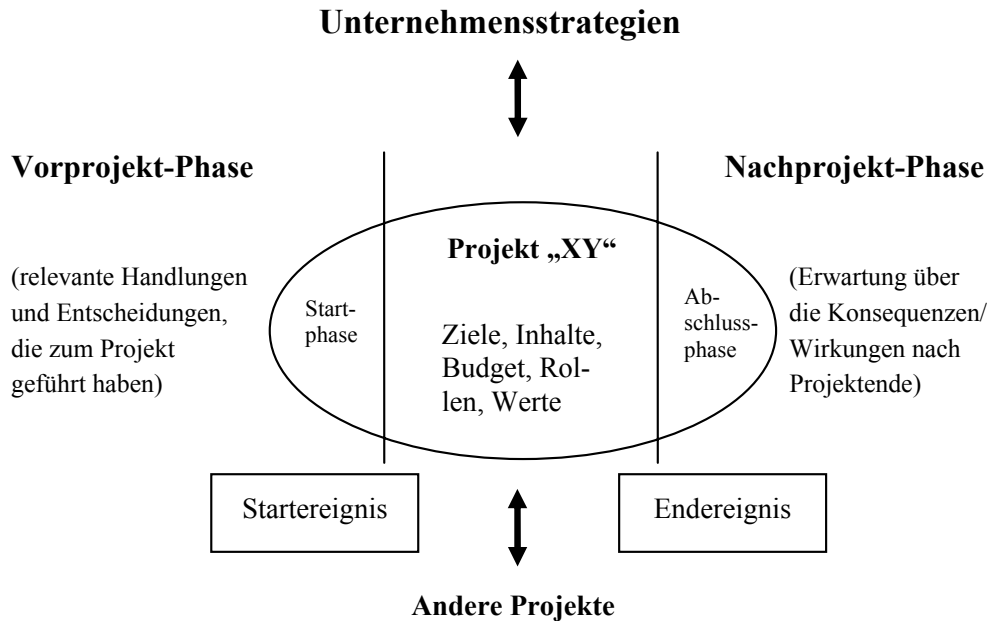 Unternehmensstrategien
Vorprojekt-Phase
(relevante Handlungen
und Entscheidungen,
die zum Projekt
geführt haben)
Start-
phase
Projekt „XY“
Ziele, Inhalte,
Budget, Rol-
len, Werte
Ab-
schluss-
phase
Nachprojekt-Phase
(Erwartung über
die Konsequenzen/
Wirkungen nach
Projektende)
Startereignis
Endereignis
Andere Projekte